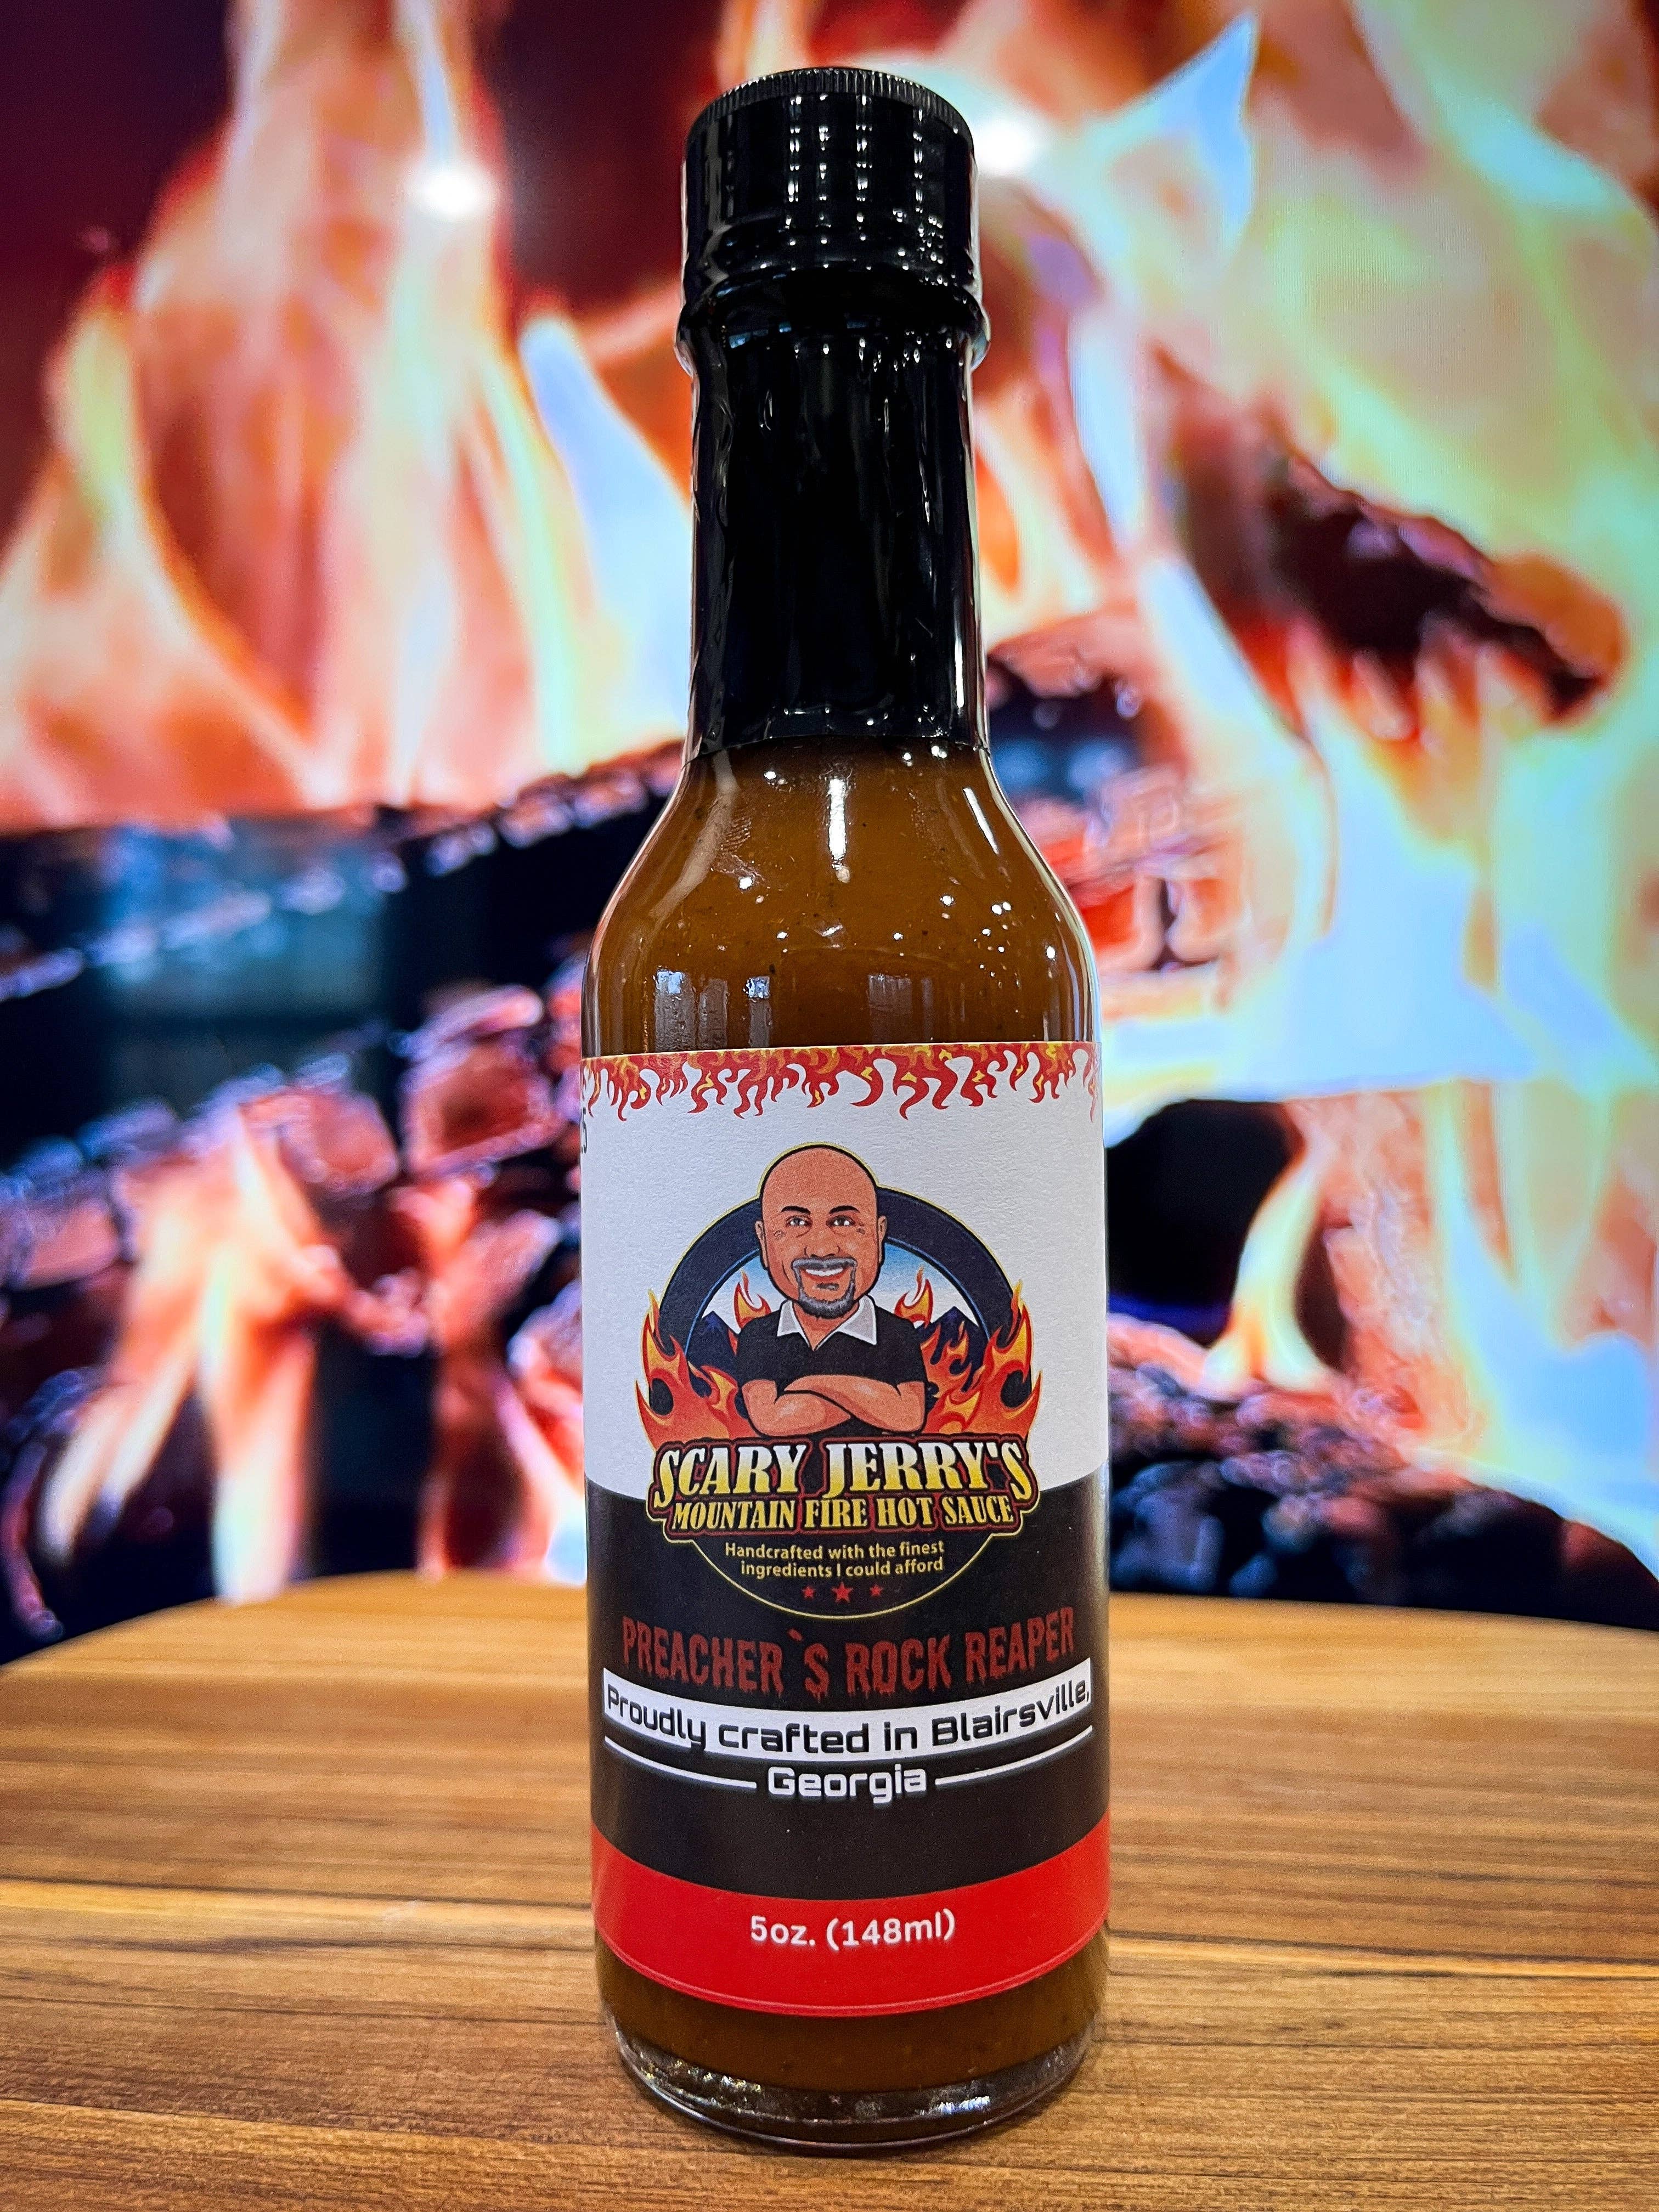 SCARY JERRY'S
MOUNTAIN FIRE HOT SAUCE
Handcrafted with the finest
ingredients I could afford
PREACHER`S ROCK REAPER
Proudly crafted in Blairsville,
Georgia
5oz. (148ml)